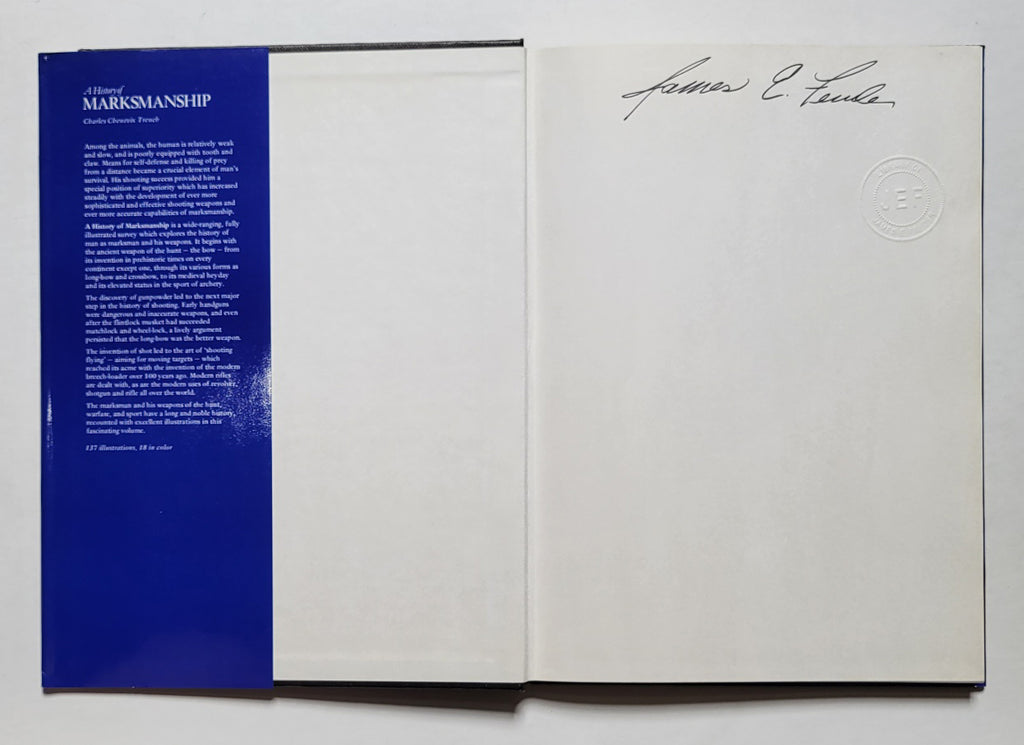 A History of
MARKSMANSHIP
Charles Chenevix Trench
Among the animals, the human is relatively weak
and slow, and is poorly equipped with tooth and
claw. Means for self-defense and killing of prey
from a distance became a crucial element of man's
survival. His shooting success provided him a
special position of superiority which has increased
steadily with the development of ever more
sophisticated and effective shooting weapons and
ever more accurate capabilities of marksmanship.
A History of Marksmanship is a wide-ranging, fully
illustrated survey which explores the history of
man as marksman and his weapons. It begins with
the ancient weapon of the hunt — the bow — from
its invention in prehistoric times on every
continent except one, through its various forms as
long-bow and crossbow, to its medieval heyday
and its elevated status in the sport of archery.
The discovery of gunpowder led to the next major
step in the history of shooting. Early handguns
were dangerous and inaccurate weapons, and even
after the flintlock musket had succeeded
matchlock and wheel-lock, a lively argument
persisted that the long-bow was the better weapon.
The invention of shot led to the art of 'shooting
flying' — aiming for moving targets — which
reached its acme with the invention of the modern
breech-loader over 100 years ago. Modern rifles
are dealt with, as are the modern uses of revolver,
shotgun and rifle all over the world.
The marksman and his weapons of the hunt,
warfare, and sport have a long and noble history,
recounted with excellent illustrations in this
fascinating volume.
137 illustrations, 18 in color
James E. Fender
J.E.F